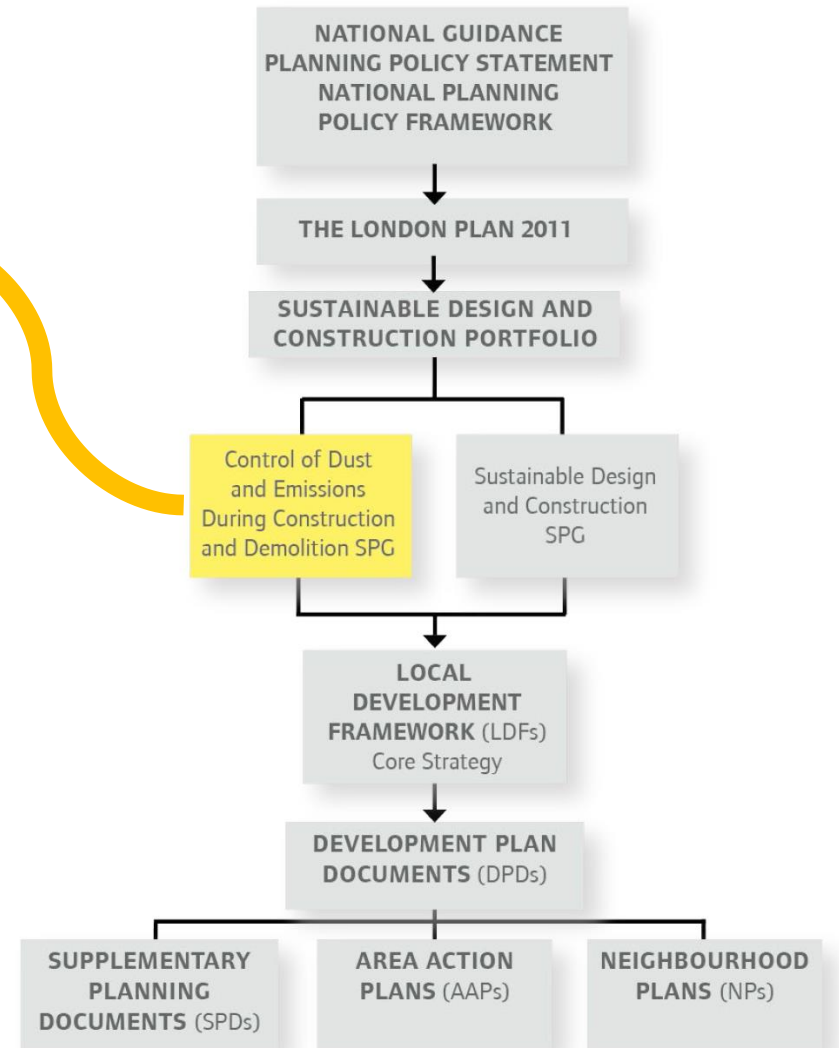 NATIONAL GUIDANCE
PLANNING POLICY STATEMENT
NATIONAL PLANNING
POLICY FRAMEWORK
THE LONDON PLAN 2011
SUSTAINABLE DESIGN AND
CONSTRUCTION PORTFOLIO
Control of Dust
and Emissions
During Construction
and Demolition SPG
Sustainable Design
and Construction
SPG
LOCAL
DEVELOPMENT
FRAMEWORK (LDFs)
Core Strategy
DEVELOPMENT PLAN
DOCUMENTS (DPDs)
SUPPLEMENTARY
PLANNING
DOCUMENTS (SPDs)
AREA ACTION
PLANS (AAPs)
NEIGHBOURHOOD
PLANS (NPs)